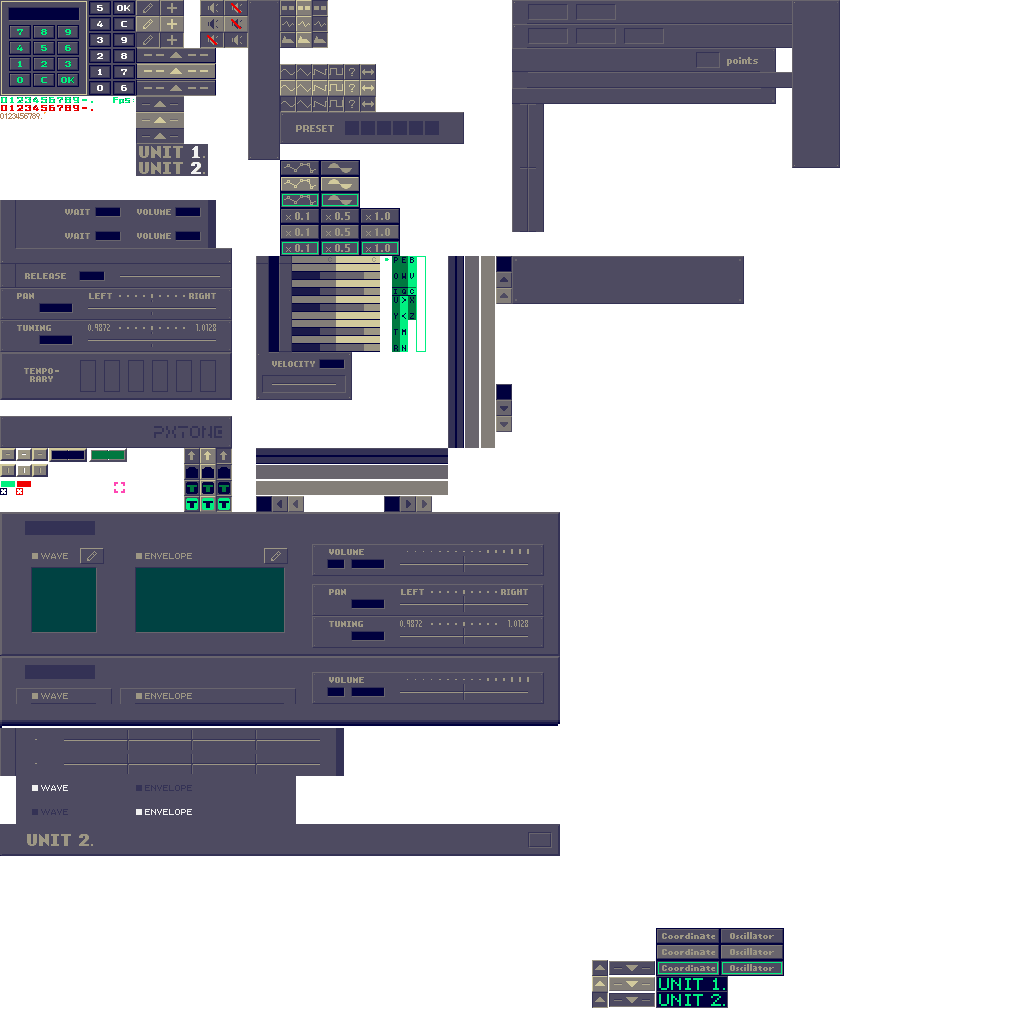 5 OK
4 C
3 9
2 8
1 7
0 6
7 8 9
4 5 6
1 2 3
0 C OK
0123456789-. Fps:
0123456789-.
0123456789.
UNIT 1.
UNIT 2.
? ? ?
points
PRESET
×0.1 ×0.5 ×1.0
×0.1 ×0.5 ×1.0
×0.1 ×0.5 ×1.0
WAIT VOLUME
WAIT VOLUME
RELEASE
PAN LEFT RIGHT
TUNING 0.9872 1.0128
TEMPO-
RARY
C C
P E B
O W V
I Q C
U > X
Y < Z
T M
R N
VELOCITY
PXTONE
WAVE ENVELOPE
VOLUME
PAN LEFT RIGHT
TUNING 0.9872 1.0128
WAVE ENVELOPE
VOLUME
WAVE ENVELOPE
WAVE ENVELOPE
UNIT 2.
Coordinate Oscillator
Coordinate Oscillator
Coordinate Oscillator
UNIT 1.
UNIT 2.